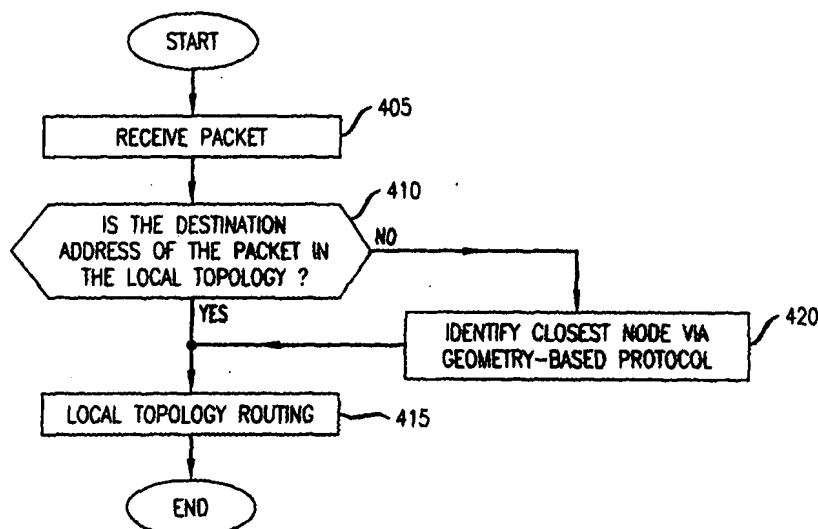 START
RECEIVE PACKET
405
410
IS THE DESTINATION
ADDRESS OF THE PACKET IN
THE LOCAL TOPOLOGY ?
NO
YES
IDENTIFY CLOSEST NODE VIA
GEOMETRY-BASED PROTOCOL
420
LOCAL TOPOLOGY ROUTING
415
END